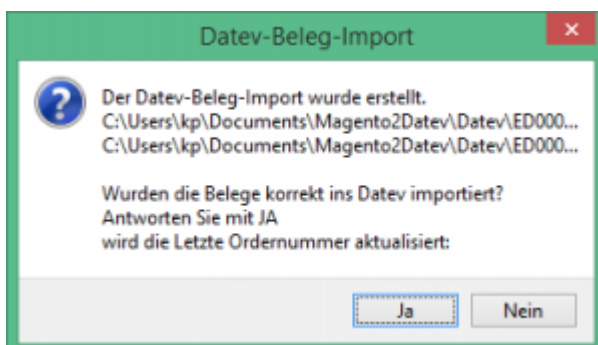 Datev-Beleg-Import
Der Datev-Beleg-Import wurde erstellt.
C:\Users\kp\Documents\Magento2Datev\Datev\ED000...
C:\Users\kp\Documents\Magento2Datev\Datev\ED000...
Wurden die Belege korrekt ins Datev importiert?
Antworten Sie mit JA
wird die Letzte Ordernummer aktualisiert:
Ja
Nein